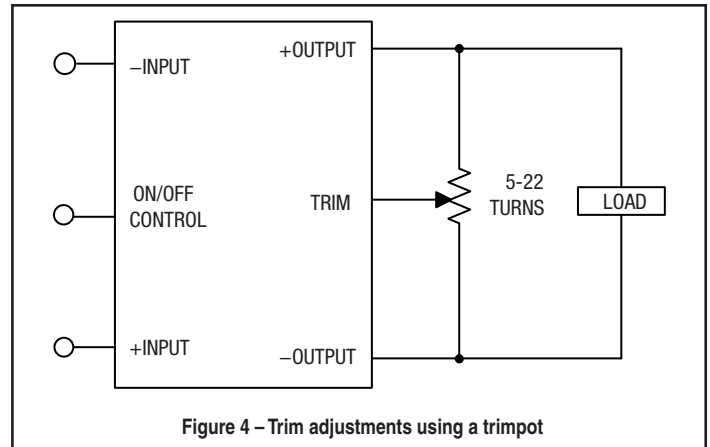 −INPUT
+OUTPUT
ON/OFF
CONTROL
TRIM
5-22
TURNS
LOAD
+INPUT
−OUTPUT
Figure 4 – Trim adjustments using a trimpot